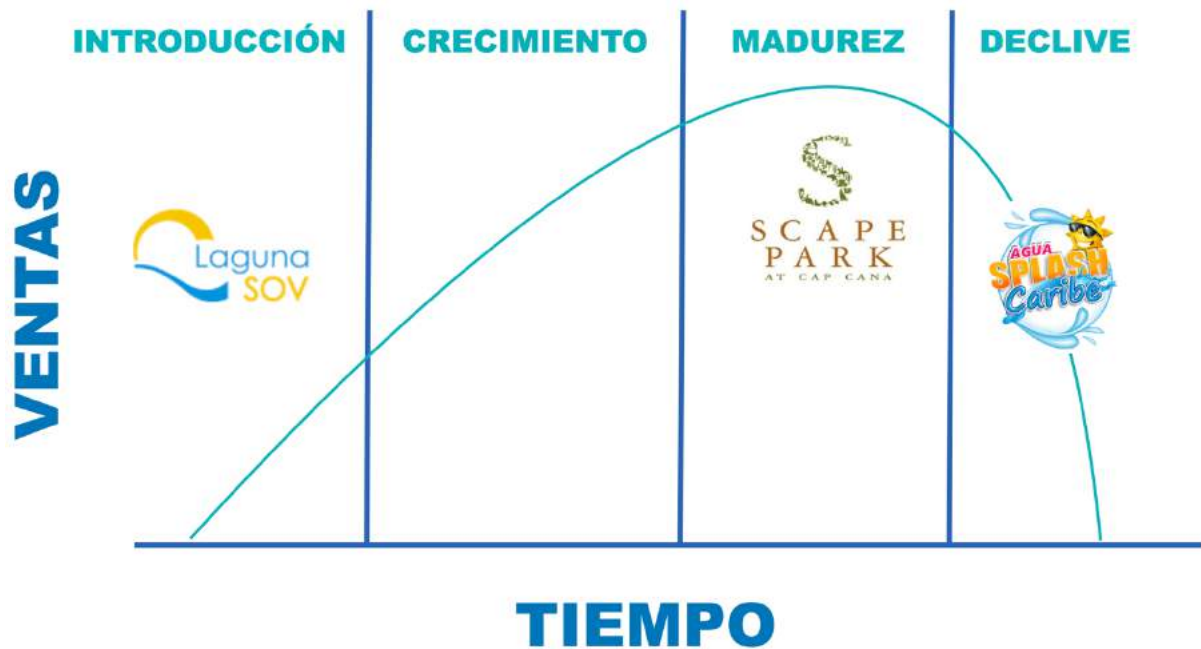 INTRODUCCIÓN
CRECIMIENTO
MADUREZ
DECLIVE
VENTAS
Laguna
SOV
S
SCAPE
PARK
AT CAP CANA
AGUA
SPLASH
Caribe
TIEMPO